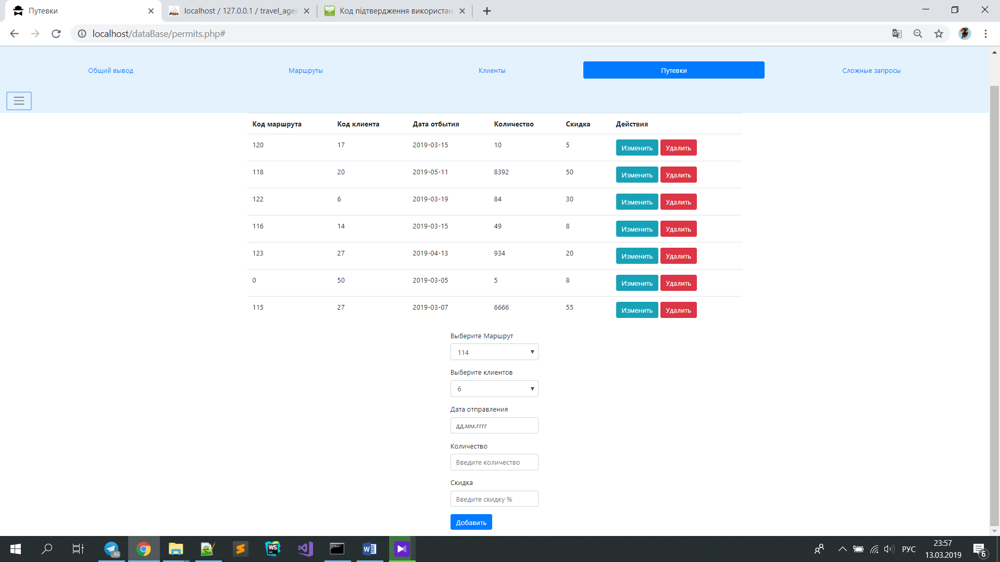 Путевки
localhost / 127.0.0.1 / travel_agen
Код підтвердження використан
localhost/dataBase/permits.php#
Общий вывод Маршруты Клиенты Путевки Сложные запросы
Код маршрута Код клиента Дата отбытия Количество Скидка Действия
120 17 2019-03-15 10 5 Изменить Удалить
118 20 2019-05-11 8392 50 Изменить Удалить
122 6 2019-03-19 84 30 Изменить Удалить
116 14 2019-03-15 49 8 Изменить Удалить
123 27 2019-04-13 934 20 Изменить Удалить
0 50 2019-03-05 5 8 Изменить Удалить
115 27 2019-03-07 6666 55 Изменить Удалить
Выберите Маршрут
114
Выберите клиентов
6
Дата отправления
дд.мм.гггг
Количество
Введите количество
Скидка
Введите скидку %
Добавить
86
WS
РУС
23:57
13.03.2019
6